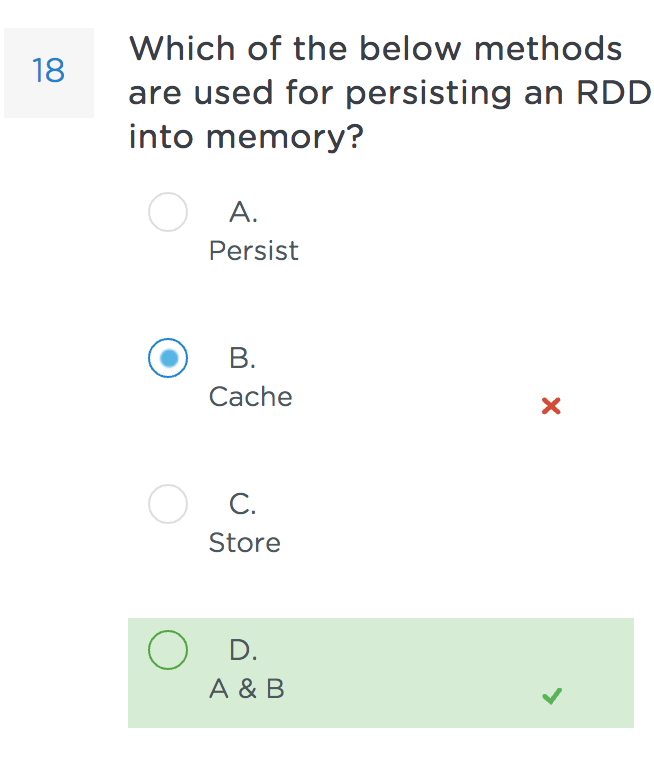 18
Which of the below methods
are used for persisting an RDD
into memory?
A.
Persist
B.
Cache
C.
Store
D.
A & B